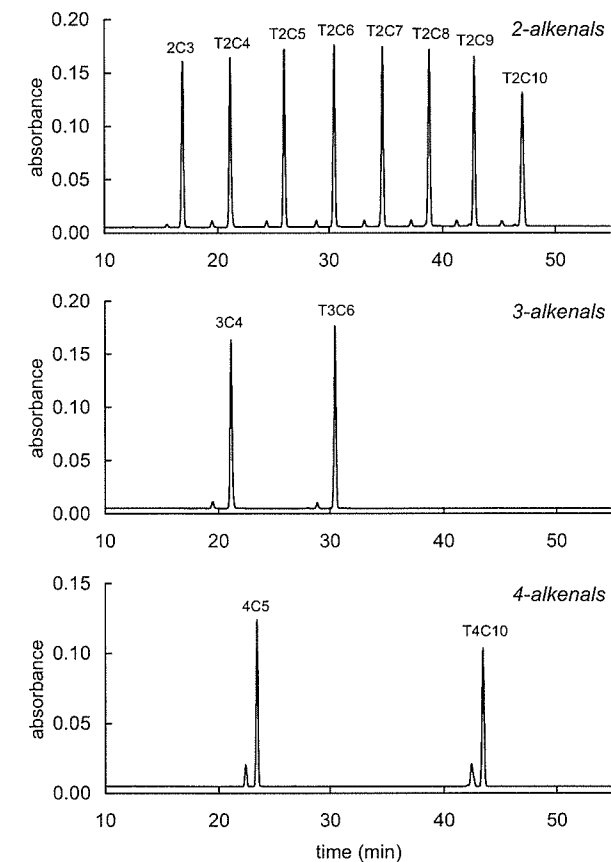 0.20
2-alkenals
2C3 T2C4 T2C5 T2C6 T2C7 T2C8 T2C9 T2C10
0.15
0.10
0.05
0.00
absorbance
10 20 30 40 50
0.20
3-alkenals
3C4 T3C6
0.15
0.10
0.05
0.00
absorbance
10 20 30 40 50
0.15
4-alkenals
4C5 T4C10
0.10
0.05
0.00
absorbance
10 20 30 40 50
time (min)